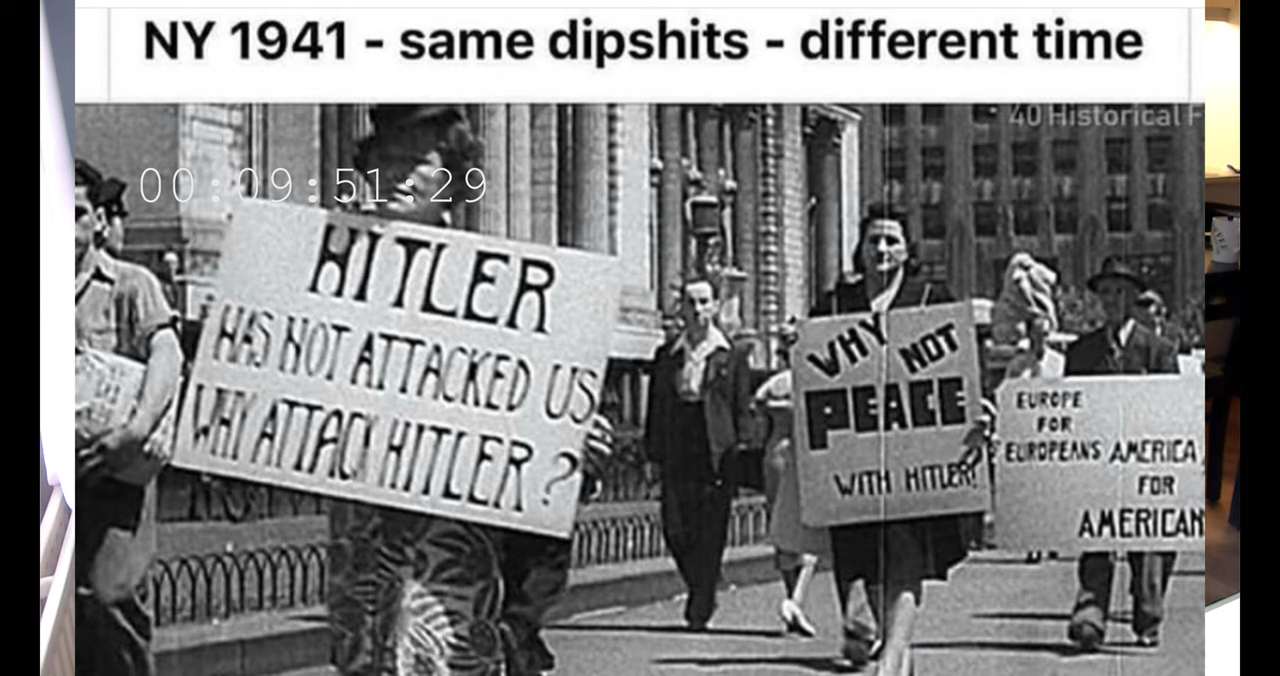 NY 1941 - same dipshits - different time
40 Historical F
00:09:51:29
HITLER
HAS NOT ATTACKED US
WHY ATTACK HITLER?
WHY NOT
PEACE
WITH HITLER?
EUROPE
FOR
EUROPEANS AMERICA
FOR
AMERICAN